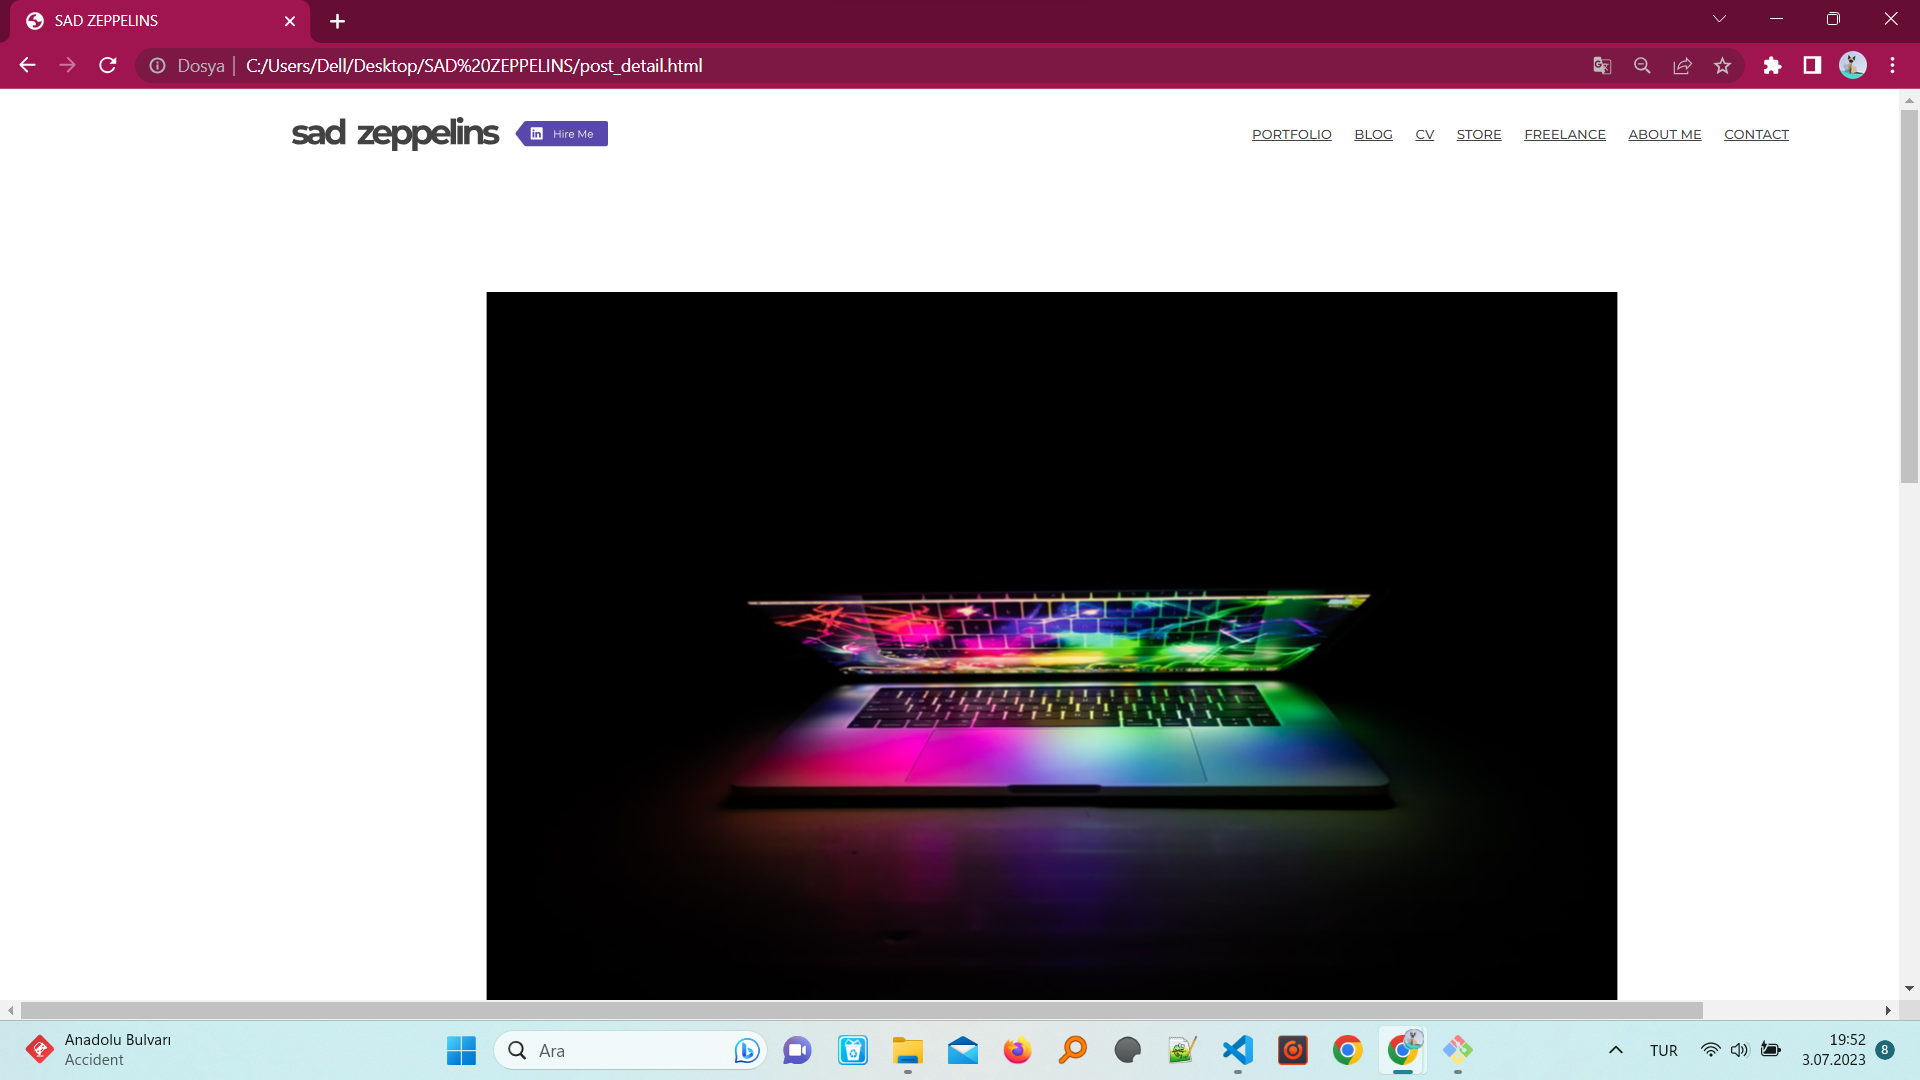 SAD ZEPPELINS
Dosya | C:/Users/Dell/Desktop/SAD%20ZEPPELINS/post_detail.html
sad zeppelins
in Hire Me
PORTFOLIO BLOG CV STORE FREELANCE ABOUT ME CONTACT
Anadolu Bulvarı
Accident
Ara
TUR
19:52
3.07.2023
8